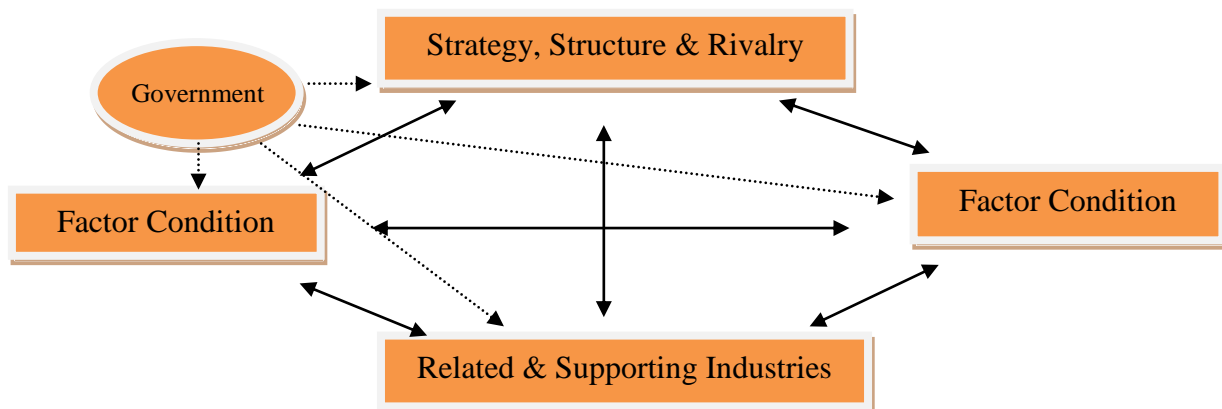 Strategy, Structure & Rivalry
Government
Factor Condition
Factor Condition
Related & Supporting Industries